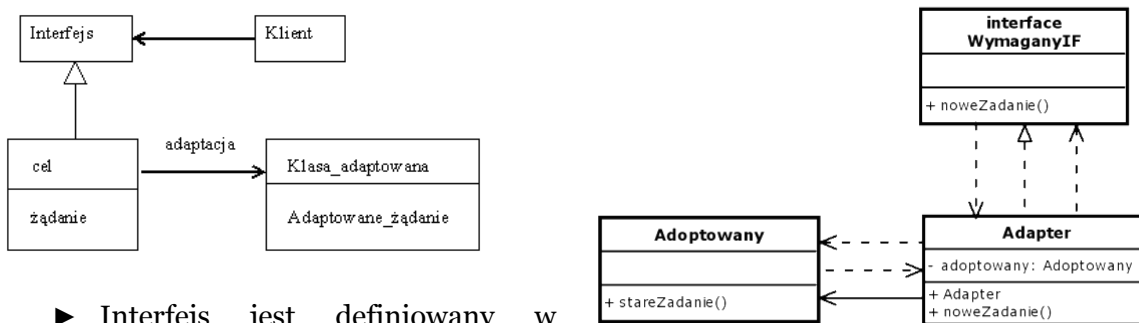 Interfejs
Klient
adaptacja
cel
żądanie
Klasa_adaptowana
Adaptowane_żądanie
► Interfejs jest definiowany w
interface
WymaganyIF
+ noweZadanie()
Adoptowany
+ stareZadanie()
Adapter
- adoptowany: Adoptowany
+ Adapter
+ noweZadanie()